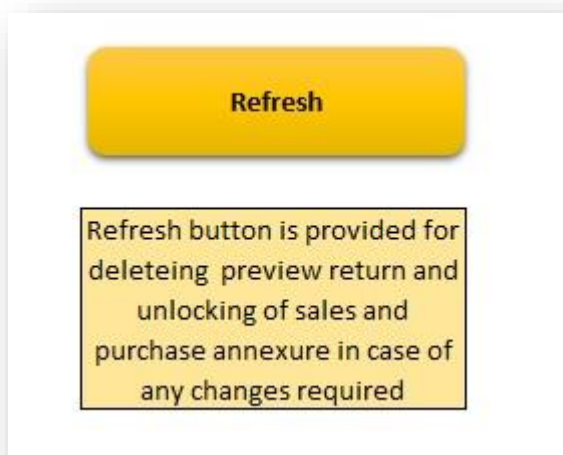 Refresh
Refresh button is provided for
deleteing preview return and
unlocking of sales and
purchase annexure in case of
any changes required